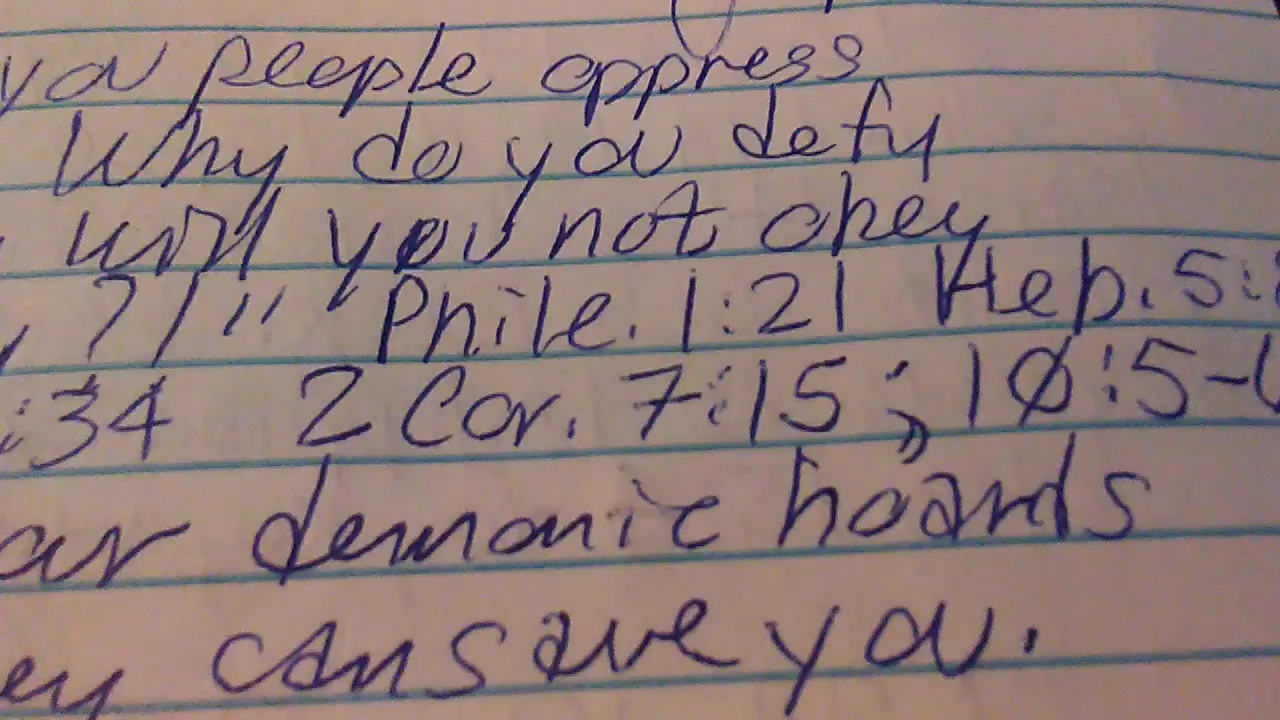 you people oppress
Why do you defy
will you not obey
, ?/" "Phile. 1:21 Heb. 5:
:34 2 Cor. 7:15; 10:5-
demonic hoards
can save you.